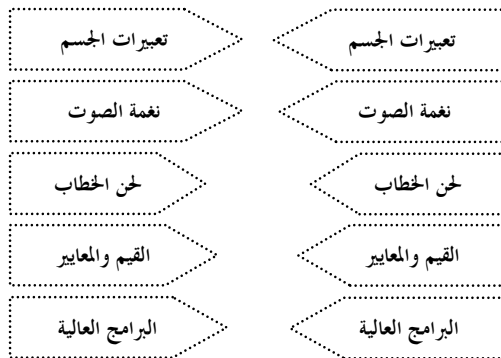 تعبيرات الجسم
تعبيرات الجسم
نغمة الصوت
نغمة الصوت
لحن الخطاب
لحن الخطاب
القيم والمعايير
القيم والمعايير
البرامج العالية
البرامج العالية